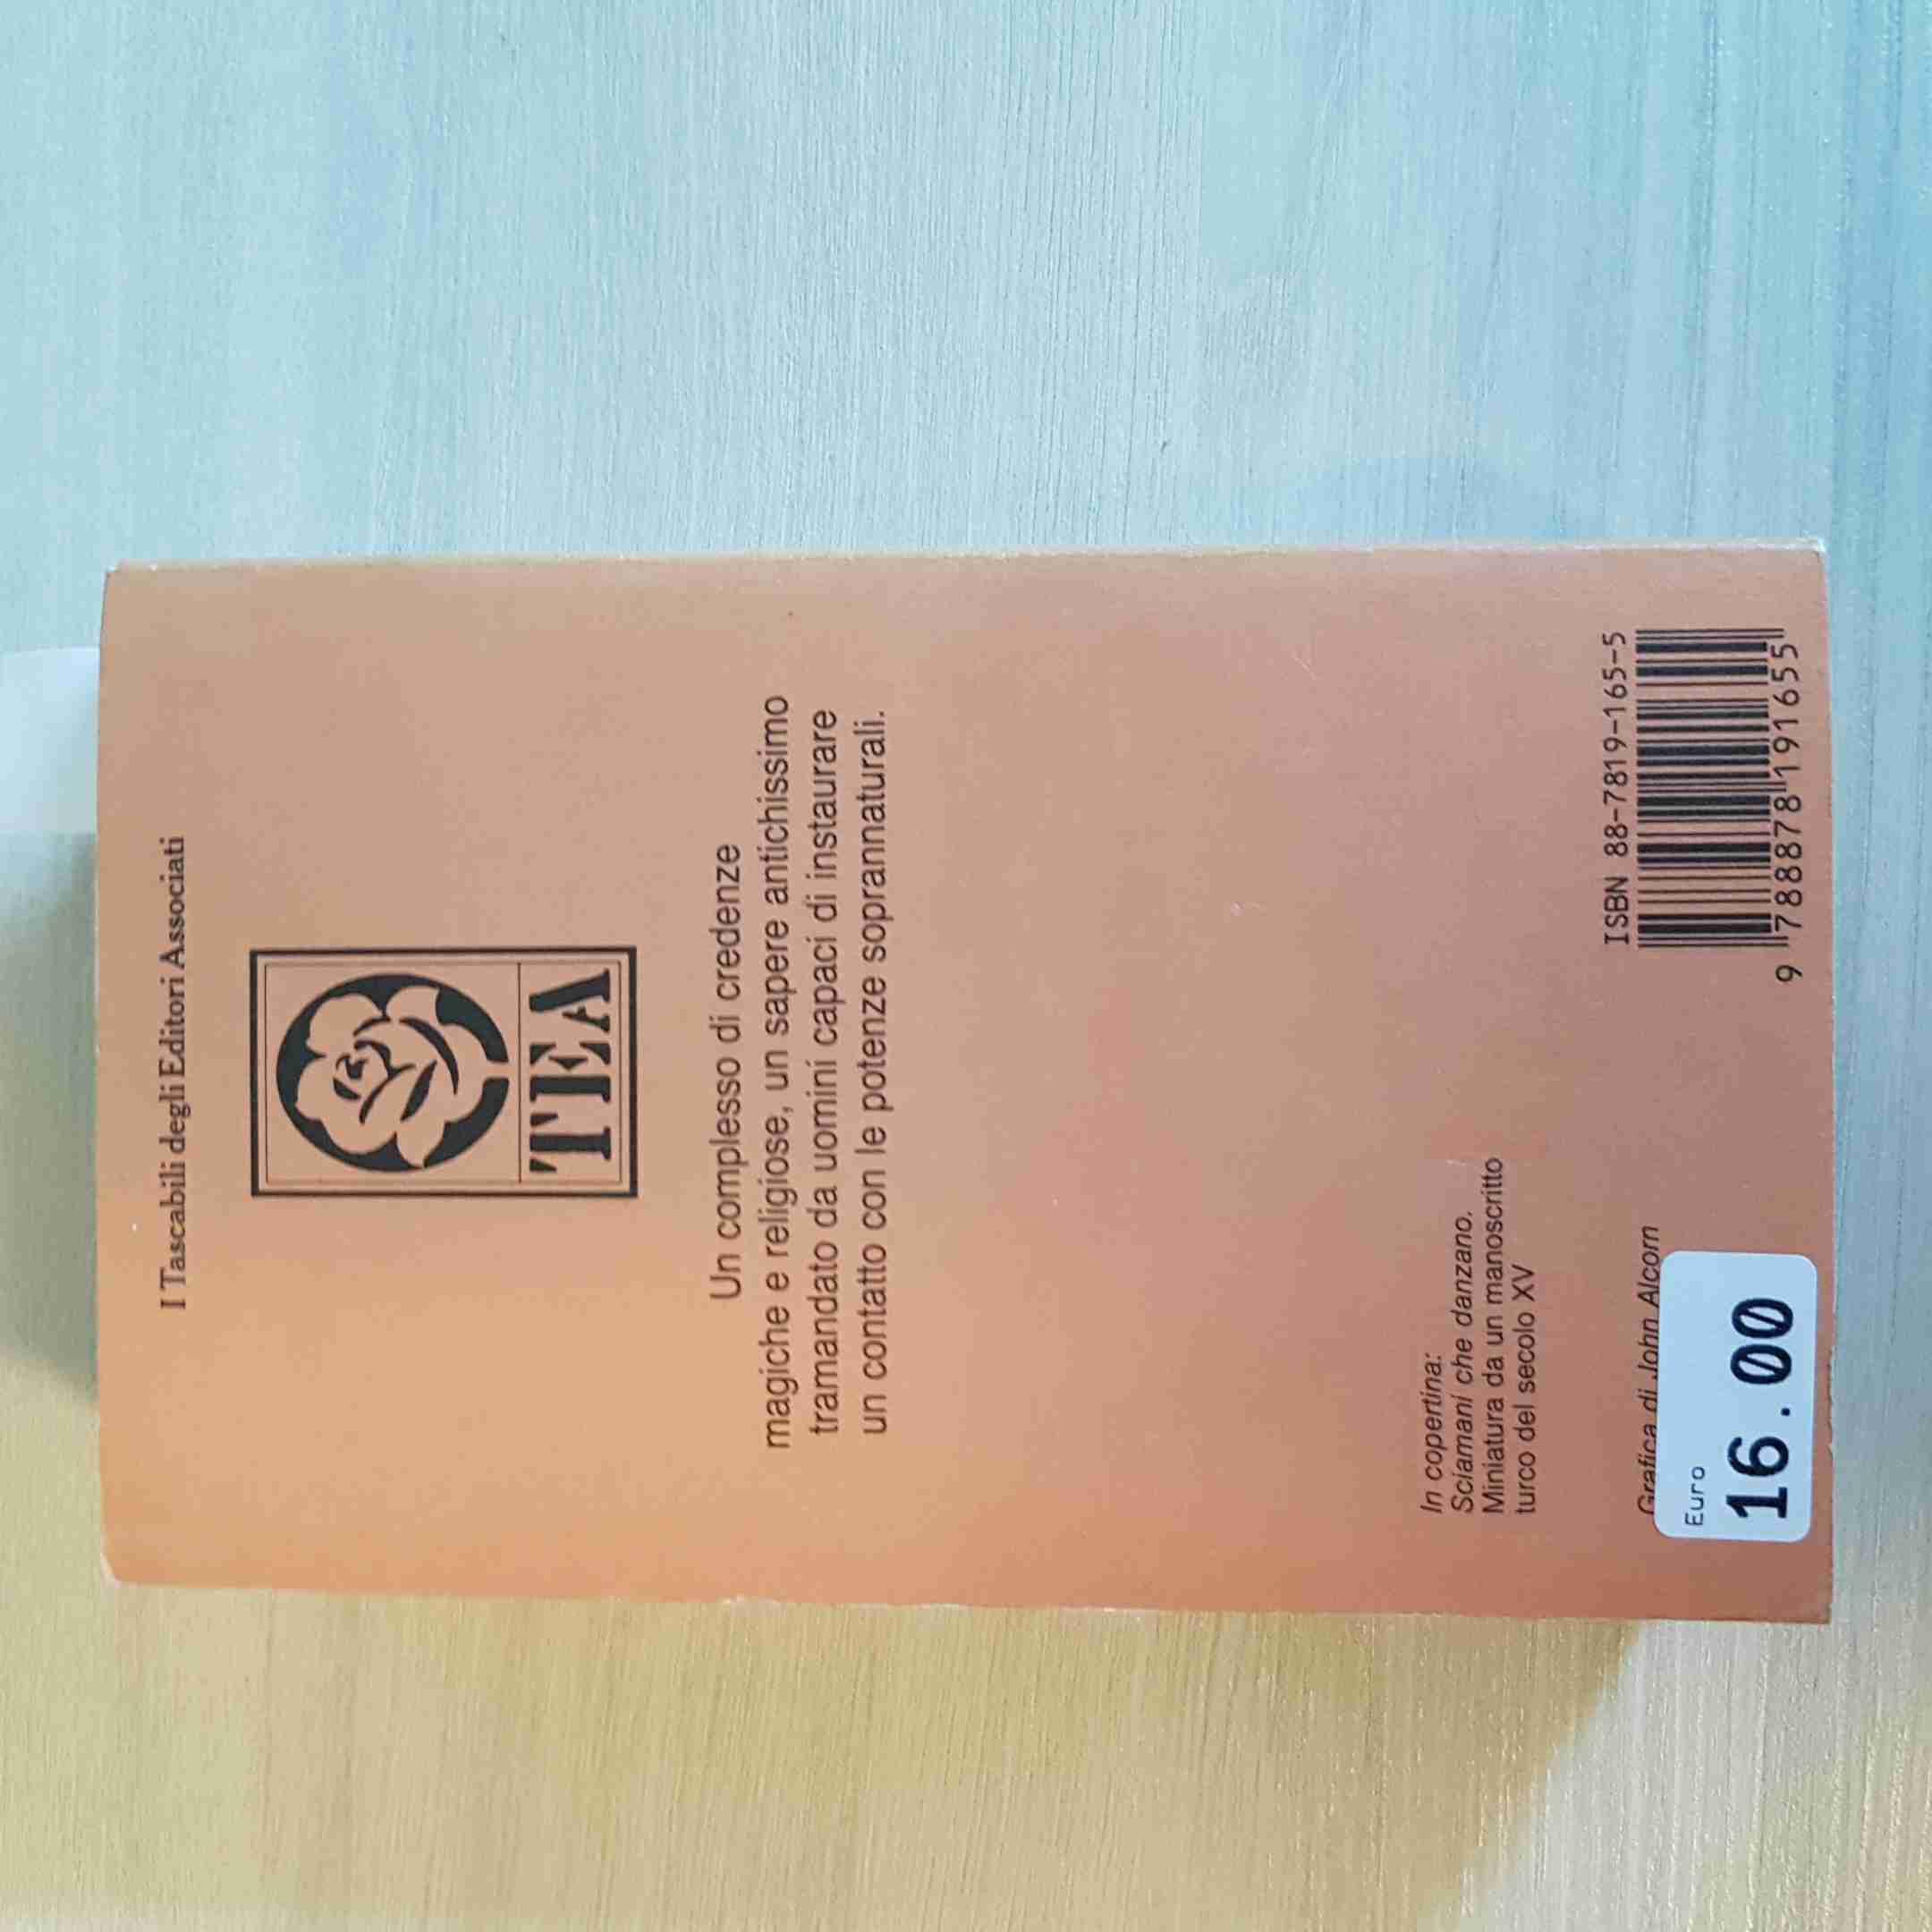 I Tascabili degli Editori Associati
TEA
Un complesso di credenze
magiche e religiose, un sapere antichissimo
tramandato da uomini capaci di instaurare
un contatto con le potenze soprannaturali.
In copertina:
Sciamani che danzano.
Miniatura da un manoscritto
turco del secolo XV
Grafica di John Alcorn
Euro
16.00
ISBN 88-7819-165-5
9 788878 191655